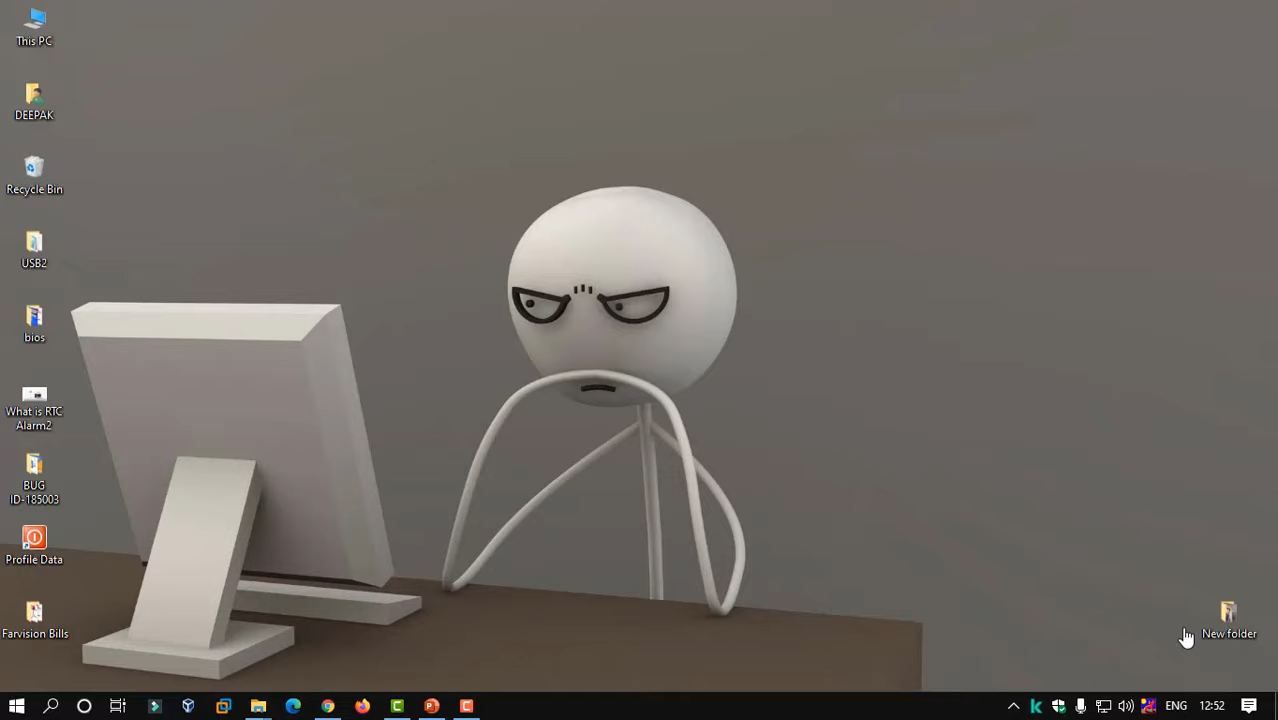 This PC
DEEPAK
Recycle Bin
USB2
bios
What is RTC
Alarm2
BUG
ID-185003
Profile Data
Farvision Bills
New folder
ENG
12:52